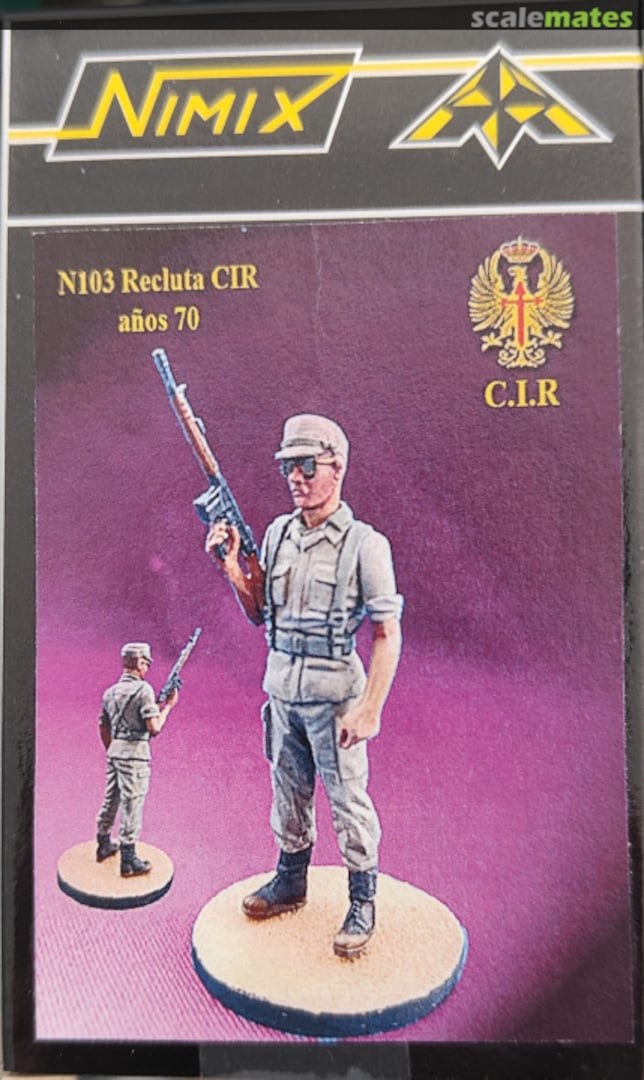 scalemates
NIMIX
N103 Recluta CIR
años 70
C.I.R